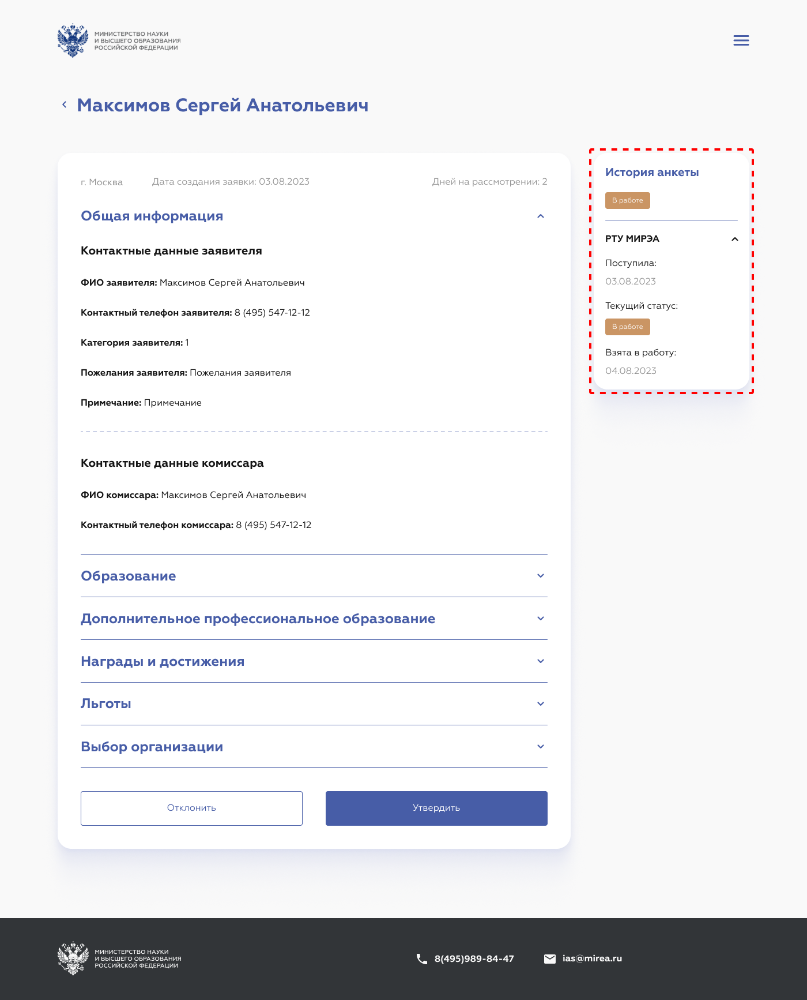 МИНИСТЕРСТВО НАУКИ
И ВЫСШЕГО ОБРАЗОВАНИЯ
РОССИЙСКОЙ ФЕДЕРАЦИИ
Максимов Сергей Анатольевич
г. Москва
Дата создания заявки: 03.08.2023
Дней на рассмотрении: 2
Общая информация
Контактные данные заявителя
ФИО заявителя: Максимов Сергей Анатольевич
Контактный телефон заявителя: 8 (495) 547-12-12
Категория заявителя: 1
Пожелания заявителя: Пожелания заявителя
Примечание: Примечание
Контактные данные комиссара
ФИО комиссара: Максимов Сергей Анатольевич
Контактный телефон комиссара: 8 (495) 547-12-12
Образование
Дополнительное профессиональное образование
Награды и достижения
Льготы
Выбор организации
Отклонить
Утвердить
История анкеты
В работе
РТУ МИРЭА
Поступила:
03.08.2023
Текущий статус:
В работе
Взята в работу:
04.08.2023
МИНИСТЕРСТВО НАУКИ
И ВЫСШЕГО ОБРАЗОВАНИЯ
РОССИЙСКОЙ ФЕДЕРАЦИИ
8(495)989-84-47
ias@mirea.ru